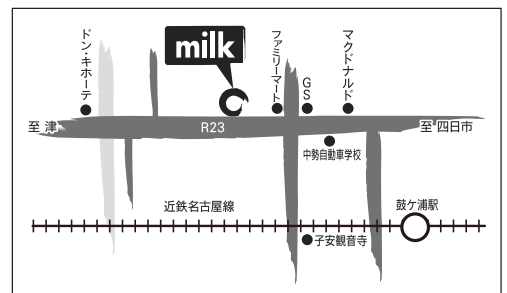 ドン・キホーテ
milk
ファミリーマート
GS
マクドナルド
至 津
R23
至 四日市
中勢自動車学校
近鉄名古屋線
鼓ケ浦駅
子安観音寺